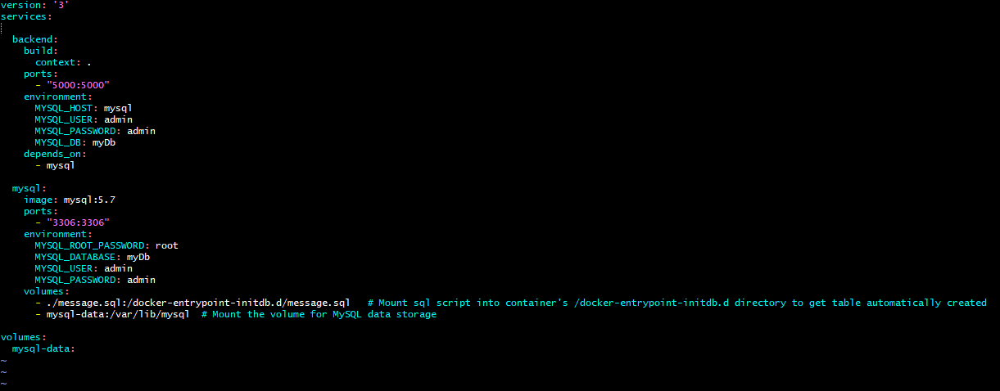 version: '3'
services:
  backend:
    build:
      context: .
    ports:
      - "5000:5000"
    environment:
      MYSQL_HOST: mysql
      MYSQL_USER: admin
      MYSQL_PASSWORD: admin
      MYSQL_DB: myDb
    depends_on:
      - mysql
  mysql:
    image: mysql:5.7
    ports:
      - "3306:3306"
    environment:
      MYSQL_ROOT_PASSWORD: root
      MYSQL_DATABASE: myDb
      MYSQL_USER: admin
      MYSQL_PASSWORD: admin
    volumes:
      - ./message.sql:/docker-entrypoint-initdb.d/message.sql   # Mount sql script into container's /docker-entrypoint-initdb.d directory to get table automatically created
      - mysql-data:/var/lib/mysql  # Mount the volume for MySQL data storage
volumes:
  mysql-data:
~
~
~